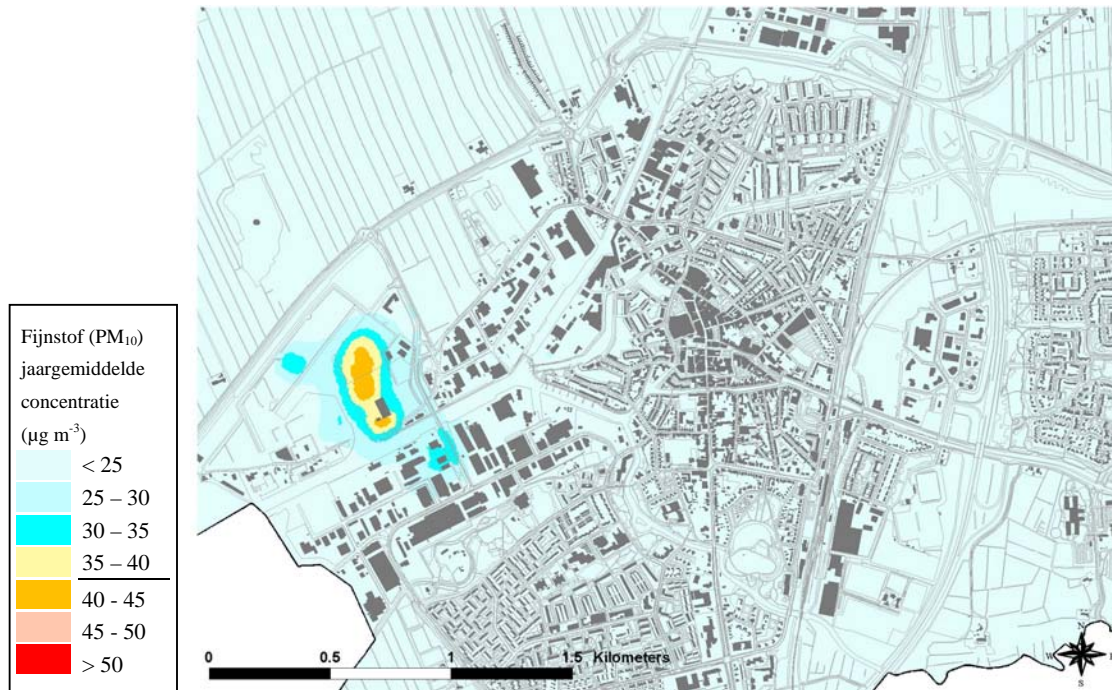 Fijnstof (PM₁₀)
jaargemiddelde
concentratie
(µg m⁻³)
< 25
25 – 30
30 – 35
35 – 40
40 - 45
45 - 50
> 50
0 0.5 1 1.5 Kilometers
N
W
S